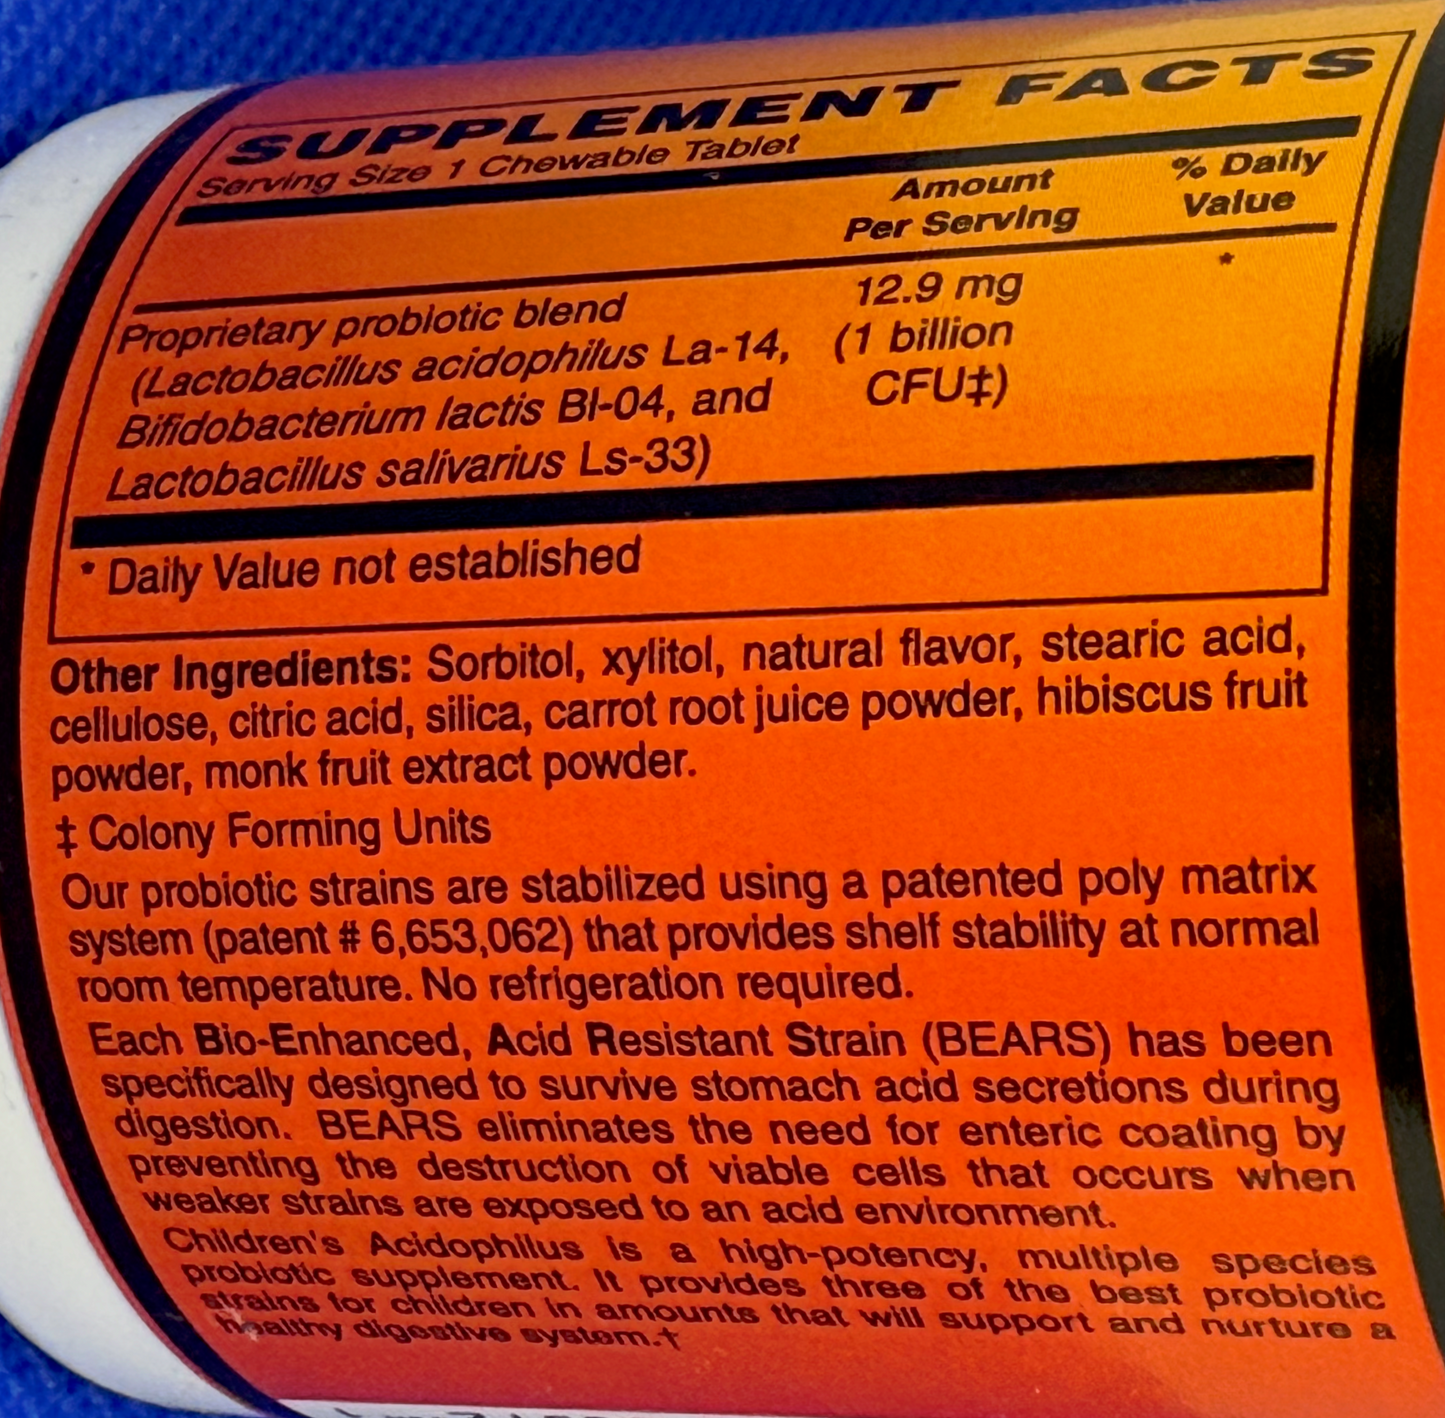 SUPPLEMENT FACTS
Serving Size 1 Chewable Tablet
Amount
Per Serving
% Daily
Value
Proprietary probiotic blend
(Lactobacillus acidophilus La-14,
Bifidobacterium lactis Bl-04, and
Lactobacillus salivarius Ls-33)
12.9 mg
(1 billion
CFU‡)
*
* Daily Value not established
Other Ingredients: Sorbitol, xylitol, natural flavor, stearic acid,
cellulose, citric acid, silica, carrot root juice powder, hibiscus fruit
powder, monk fruit extract powder.
‡ Colony Forming Units
Our probiotic strains are stabilized using a patented poly matrix
system (patent # 6,653,062) that provides shelf stability at normal
room temperature. No refrigeration required.
Each Bio-Enhanced, Acid Resistant Strain (BEARS) has been
specifically designed to survive stomach acid secretions during
digestion. BEARS eliminates the need for enteric coating by
preventing the destruction of viable cells that occurs when
weaker strains are exposed to an acid environment.
Children's Acidophilus is a high-potency, multiple species
probiotic supplement. It provides three of the best probiotic
strains for children in amounts that will support and nurture a
healthy digestive system.†